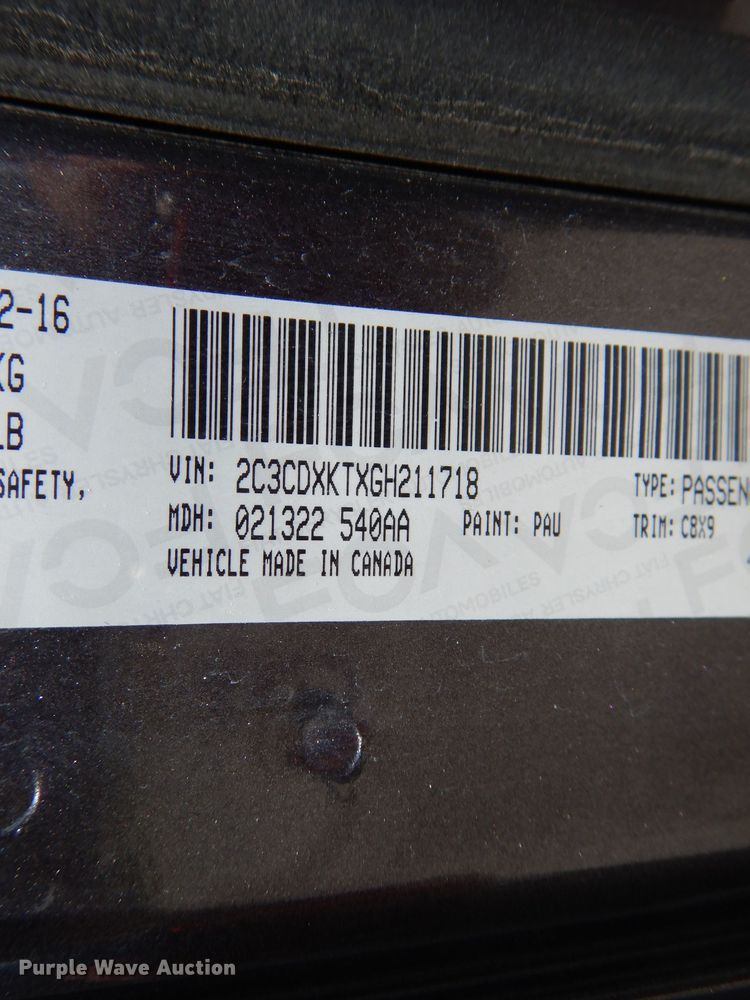 2-16
KG
LB
SAFETY,
VIN: 2C3CDXKTXGH211718
TYPE: PASSEN
MDH: 021322 540AA
PAINT: PAU
TRIM: C8X9
VEHICLE MADE IN CANADA
Purple Wave Auction